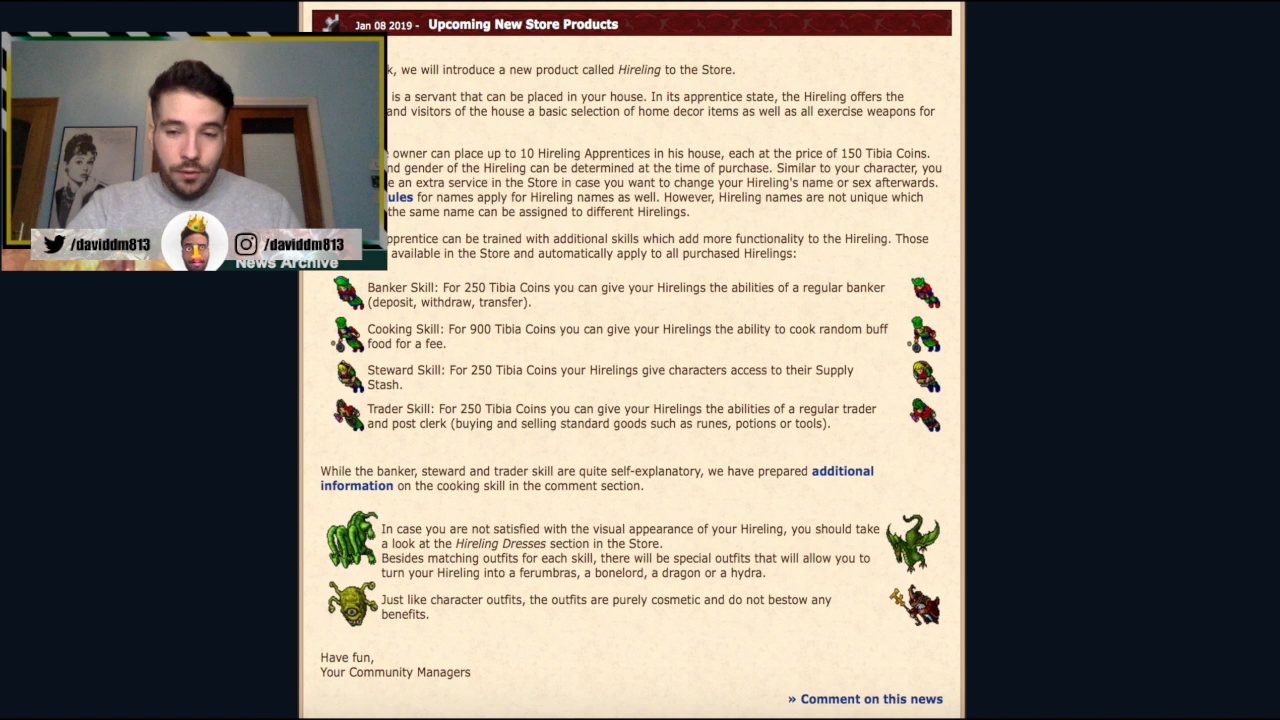 Jan 08 2019 - Upcoming New Store Products
, we will introduce a new product called Hireling to the Store.
is a servant that can be placed in your house. In its apprentice state, the Hireling offers the
and visitors of the house a basic selection of home decor items as well as all exercise weapons for
owner can place up to 10 Hireling Apprentices in his house, each at the price of 150 Tibia Coins.
gender of the Hireling can be determined at the time of purchase. Similar to your character, you
an extra service in the Store in case you want to change your Hireling's name or sex afterwards.
for names apply for Hireling names as well. However, Hireling names are not unique which
the same name can be assigned to different Hirelings.
can be trained with additional skills which add more functionality to the Hireling. Those
available in the Store and automatically apply to all purchased Hirelings:
/daviddm813 /daviddm813
News Archive
Banker Skill: For 250 Tibia Coins you can give your Hirelings the abilities of a regular banker
(deposit, withdraw, transfer).
Cooking Skill: For 900 Tibia Coins you can give your Hirelings the ability to cook random buff
food for a fee.
Steward Skill: For 250 Tibia Coins your Hirelings give characters access to their Supply
Stash.
Trader Skill: For 250 Tibia Coins you can give your Hirelings the abilities of a regular trader
and post clerk (buying and selling standard goods such as runes, potions or tools).
While the banker, steward and trader skill are quite self-explanatory, we have prepared additional
information on the cooking skill in the comment section.
In case you are not satisfied with the visual appearance of your Hireling, you should take
a look at the Hireling Dresses section in the Store.
Besides matching outfits for each skill, there will be special outfits that will allow you to
turn your Hireling into a ferumbras, a bonelord, a dragon or a hydra.
Just like character outfits, the outfits are purely cosmetic and do not bestow any
benefits.
Have fun,
Your Community Managers
» Comment on this news